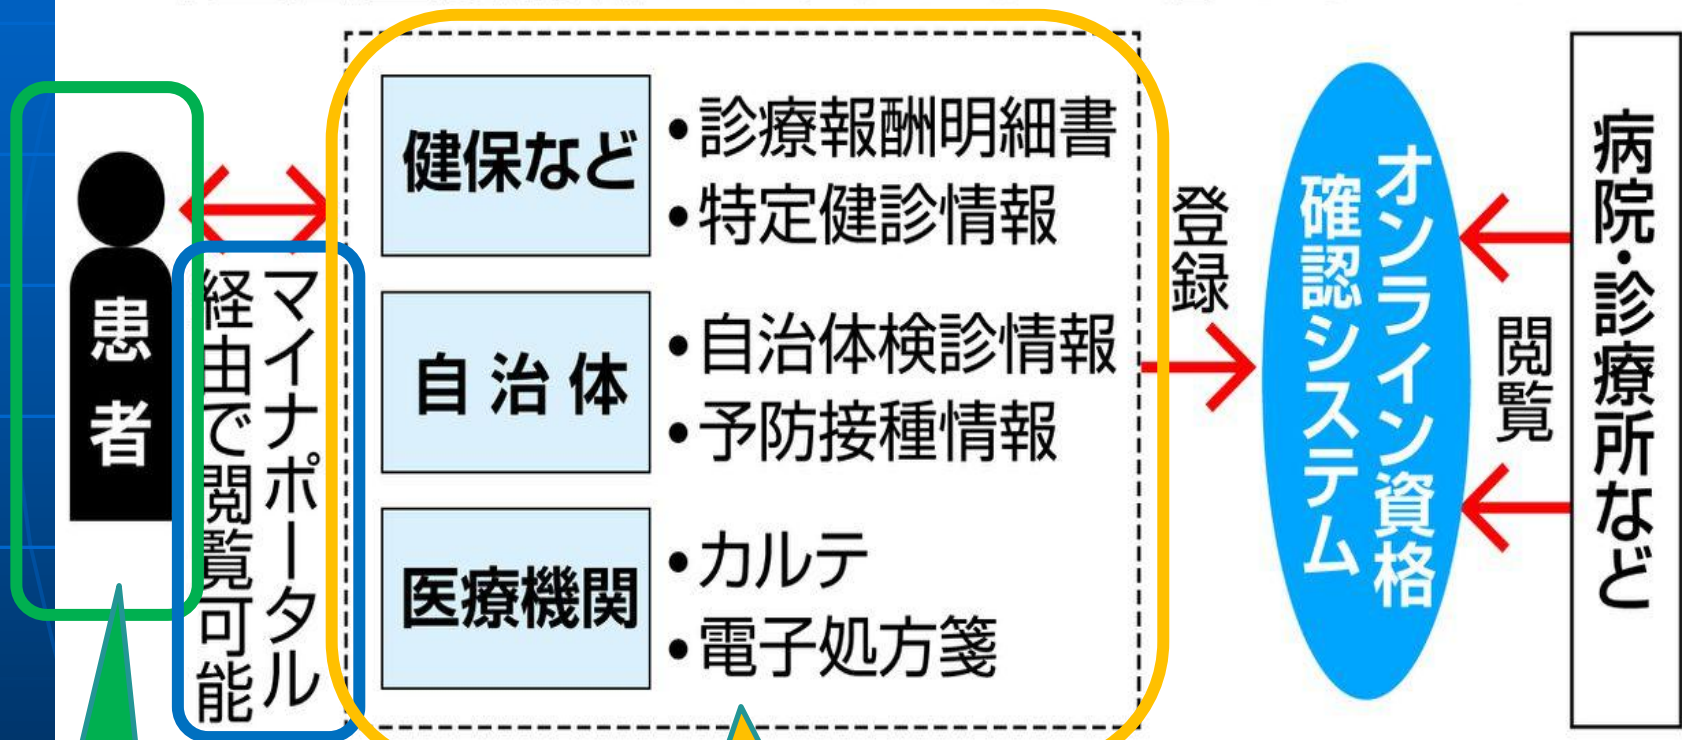 患者
マイナポータル
経由で閲覧可能
健保など
・診療報酬明細書
・特定健診情報
自治体
・自治体検診情報
・予防接種情報
医療機関
・カルテ
・電子処方箋
登録
オンライン資格
確認システム
閲覧
病院・診療所など